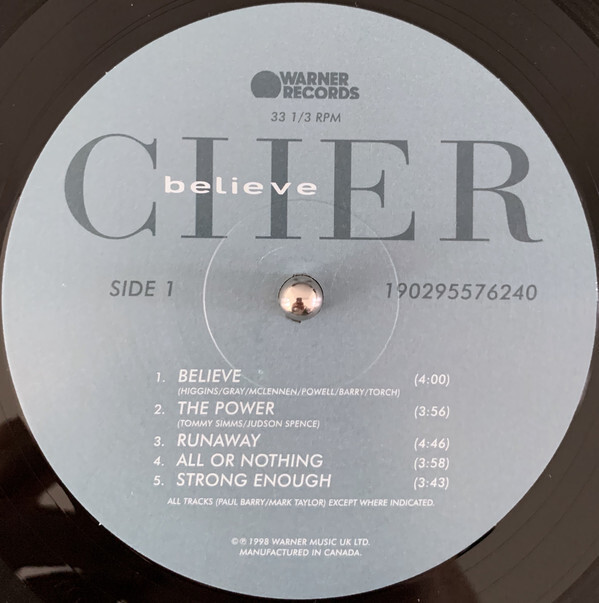 WARNER
RECORDS
33 1/3 RPM
CHER
believe
SIDE 1
190295576240
1. BELIEVE (4:00)
(HIGGINS/GRAY/MCLENNEN/POWELL/BARRY/TORCH)
2. THE POWER (3:56)
(TOMMY SIMMS/JUDSON SPENCE)
3. RUNAWAY (4:46)
4. ALL OR NOTHING (3:58)
5. STRONG ENOUGH (3:43)
ALL TRACKS (PAUL BARRY/MARK TAYLOR) EXCEPT WHERE INDICATED.
© ℗ 1998 WARNER MUSIC UK LTD.
MANUFACTURED IN CANADA.